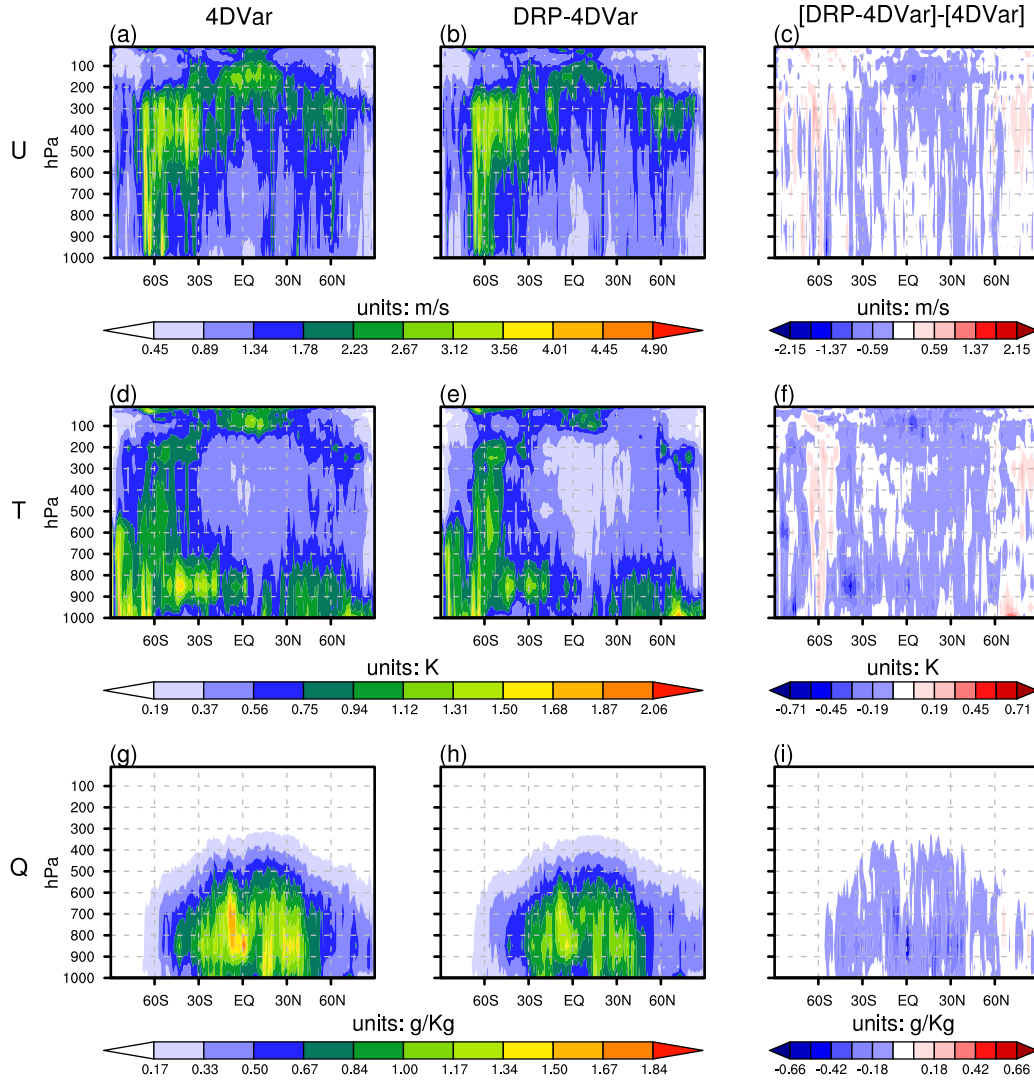 4DVar DRP-4DVar [DRP-4DVar]-[4DVar]
(a) (b) (c)
U
hPa
100
200
300
400
500
600
700
800
900
1000
60S 30S EQ 30N 60N 60S 30S EQ 30N 60N 60S 30S EQ 30N 60N
units: m/s units: m/s
0.45 0.89 1.34 1.78 2.23 2.67 3.12 3.56 4.01 4.45 4.90 -2.15 -1.37 -0.59 0.59 1.37 2.15
(d) (e) (f)
T
hPa
100
200
300
400
500
600
700
800
900
1000
60S 30S EQ 30N 60N 60S 30S EQ 30N 60N 60S 30S EQ 30N 60N
units: K units: K
0.19 0.37 0.56 0.75 0.94 1.12 1.31 1.50 1.68 1.87 2.06 -0.71 -0.45 -0.19 0.19 0.45 0.71
(g) (h) (i)
Q
hPa
100
200
300
400
500
600
700
800
900
1000
60S 30S EQ 30N 60N 60S 30S EQ 30N 60N 60S 30S EQ 30N 60N
units: g/Kg units: g/Kg
0.17 0.33 0.50 0.67 0.84 1.00 1.17 1.34 1.50 1.67 1.84 -0.66 -0.42 -0.18 0.18 0.42 0.66